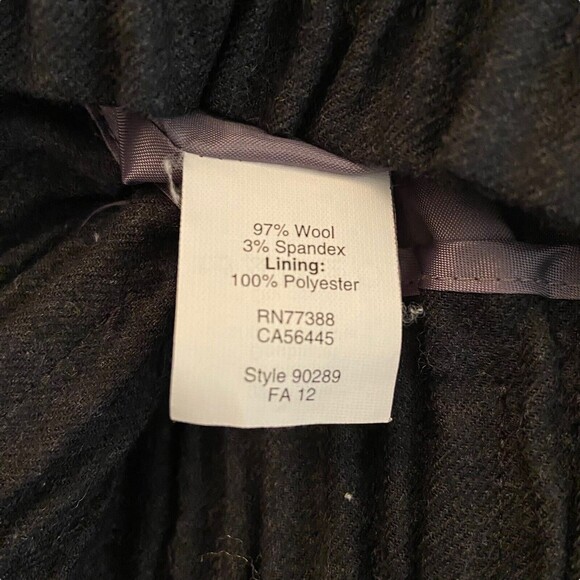 97% Wool
3% Spandex
Lining:
100% Polyester
RN77388
CA56445
Style 90289
FA 12